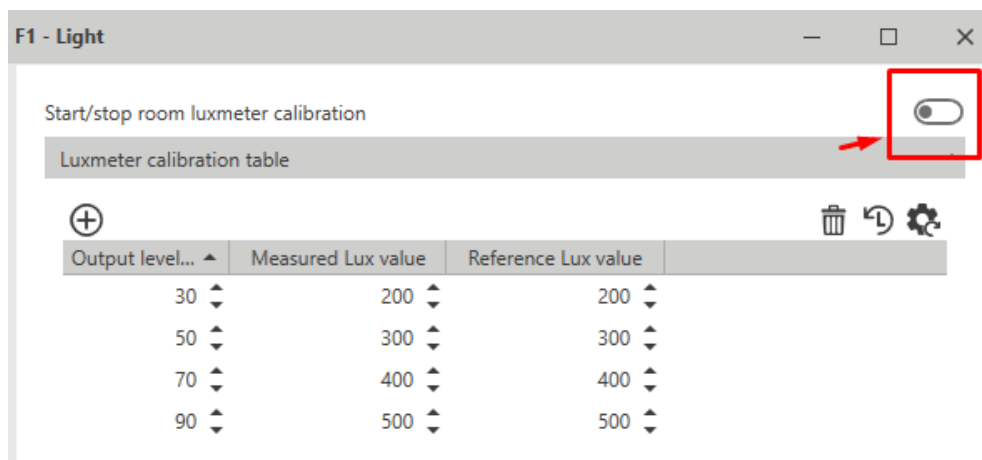 F1 - Light
Start/stop room luxmeter calibration
Luxmeter calibration table
Output level... Measured Lux value Reference Lux value
30 200 200
50 300 300
70 400 400
90 500 500